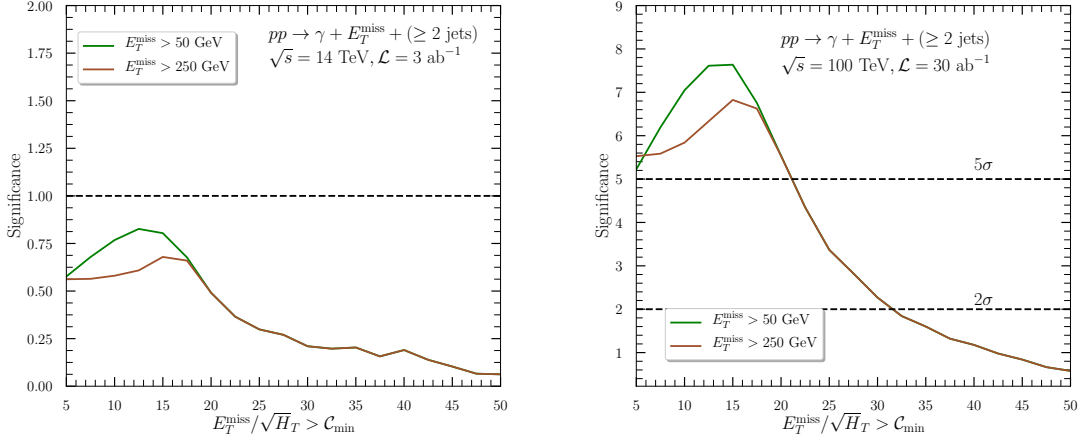 2.00
1.75
1.50
1.25
1.00
0.75
0.50
0.25
0.00
Significance
E_T^miss > 50 GeV
E_T^miss > 250 GeV
pp → γ + E_T^miss + (≥ 2 jets)
√s = 14 TeV, 𝓛 = 3 ab⁻¹
5 10 15 20 25 30 35 40 45 50
E_T^miss/√H_T > 𝒞_min
9
8
7
6
5
4
3
2
1
Significance
pp → γ + E_T^miss + (≥ 2 jets)
√s = 100 TeV, 𝓛 = 30 ab⁻¹
5σ
2σ
E_T^miss > 50 GeV
E_T^miss > 250 GeV
5 10 15 20 25 30 35 40 45 50
E_T^miss/√H_T > 𝒞_min